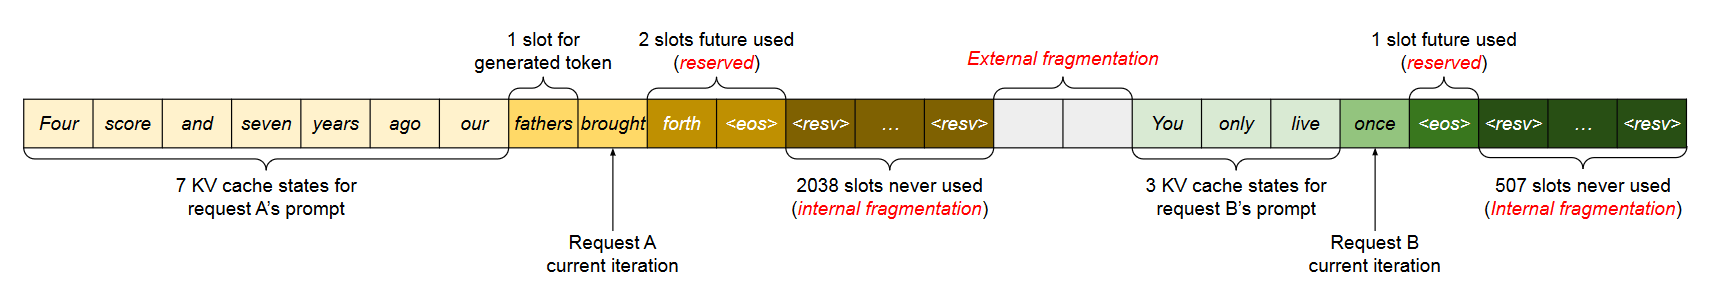 1 slot for
generated token
2 slots future used
(reserved)
External fragmentation
1 slot future used
(reserved)
Four score and seven years ago our fathers brought forth <eos> <resv> ... <resv> You only live once <eos> <resv> ... <resv>
7 KV cache states for
request A's prompt
2038 slots never used
(internal fragmentation)
3 KV cache states for
request B's prompt
507 slots never used
(Internal fragmentation)
Request A
current iteration
Request B
current iteration